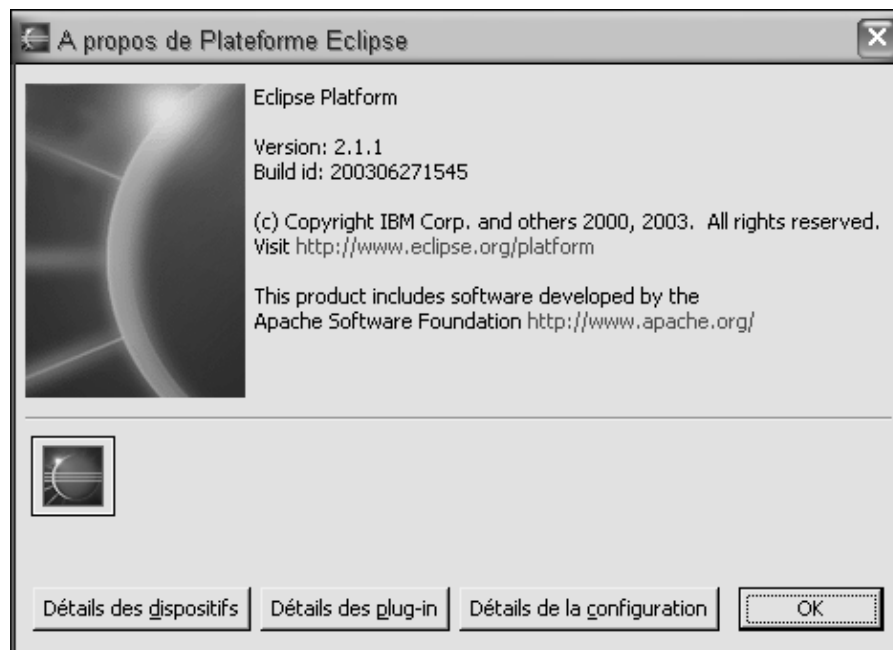 A propos de Plateforme Eclipse
Eclipse Platform
Version: 2.1.1
Build id: 200306271545
(c) Copyright IBM Corp. and others 2000, 2003. All rights reserved.
Visit http://www.eclipse.org/platform
This product includes software developed by the
Apache Software Foundation http://www.apache.org/
Détails des dispositifs
Détails des plug-in
Détails de la configuration
OK